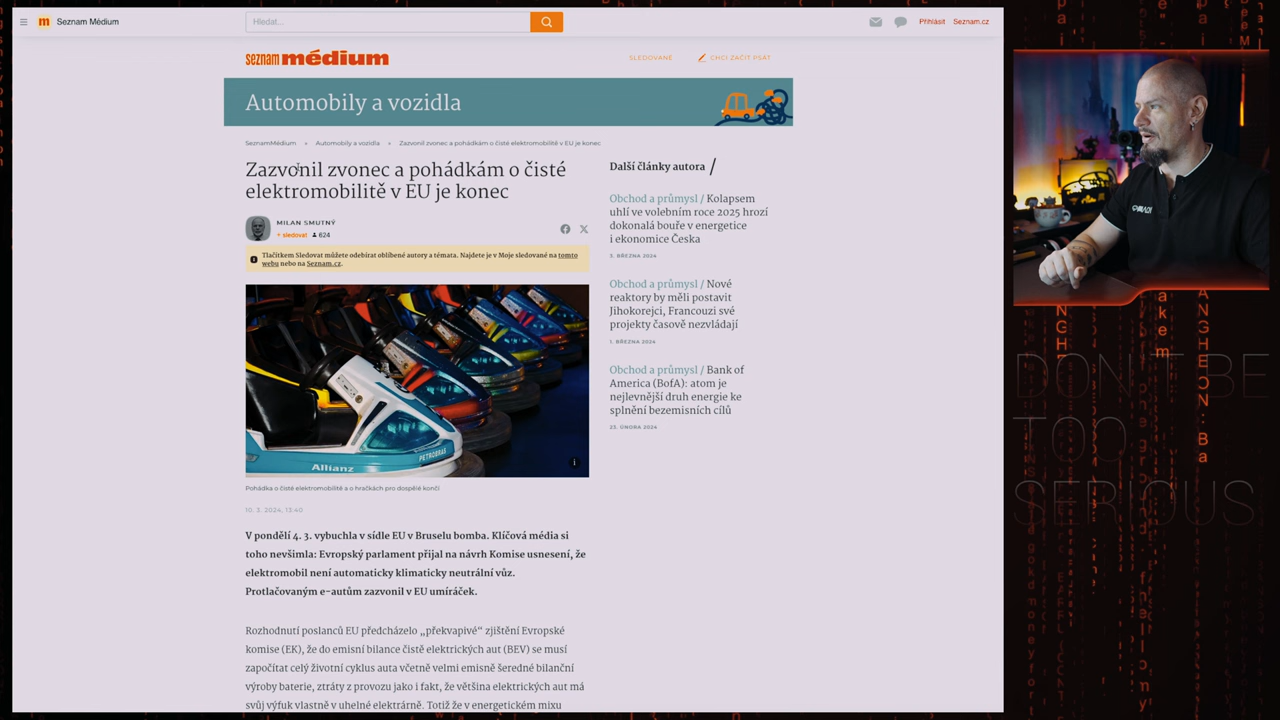 m Seznam Médium
Hledat...
Přihlásit Seznam.cz
seznam médium
SLEDOVANÉ
CHCI ZAČÍT PSÁT
Automobily a vozidla
SeznamMédium • Automobily a vozidla • Zazvonil zvonec a pohádkám o čisté elektromobilitě v EU je konec
Zazvonil zvonec a pohádkám o čisté
elektromobilitě v EU je konec
MILAN SMUTNÝ
+ sledovat 624
Tlačítkem Sledovat můžete odebírat oblíbené autory a témata. Najdete je v Moje sledované na tomto
webu nebo na Seznam.cz.
Allianz
PETRONAS
Pohádka o čisté elektromobilitě a o hračkách pro dospělé končí
10. 3. 2024, 13:40
V pondělí 4. 3. vybuchla v sídle EU v Bruselu bomba. Klíčová média si
toho nevšimla: Evropský parlament přijal na návrh Komise usnesení, že
elektromobil není automaticky klimaticky neutrální vůz.
Protlačovaným e-autům zazvonil v EU umíráček.
Rozhodnutí poslanců EU předcházelo „překvapivé“ zjištění Evropské
komise (EK), že do emisní bilance čistě elektrických aut (BEV) se musí
započítat celý životní cyklus auta včetně velmi emisně šeredné bilanční
výroby baterie, ztráty z provozu jako i fakt, že většina elektrických aut má
svůj výfuk vlastně v uhelné elektrárně. Totiž že v energetickém mixu
Další články autora /
Obchod a průmysl / Kolapsem
uhlí ve volebním roce 2025 hrozí
dokonalá bouře v energetice
i ekonomice Česka
3. BŘEZNA 2024
Obchod a průmysl / Nové
reaktory by měli postavit
Jihokorejci, Francouzi své
projekty časově nezvládají
1. BŘEZNA 2024
Obchod a průmysl / Bank of
America (BofA): atom je
nejlevnější druh energie ke
splnění bezemisních cílů
23. ÚNORA 2024
DON'T BE
TOO
SERIOUS